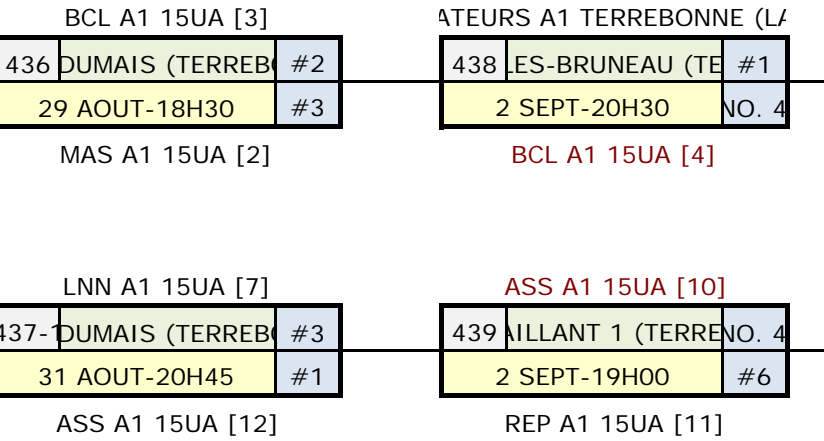 BCL A1 15UA [3]
ATEURS A1 TERREBONNE (LA
436 DUMAIS (TERREB #2
438 LES-BRUNEAU (TE #1
29 AOUT-18H30 #3
2 SEPT-20H30 NO. 4
MAS A1 15UA [2]
BCL A1 15UA [4]
LNN A1 15UA [7]
ASS A1 15UA [10]
437-1 DUMAIS (TERREB #3
439 AILLANT 1 (TERRE NO. 4
31 AOUT-20H45 #1
2 SEPT-19H00 #6
ASS A1 15UA [12]
REP A1 15UA [11]